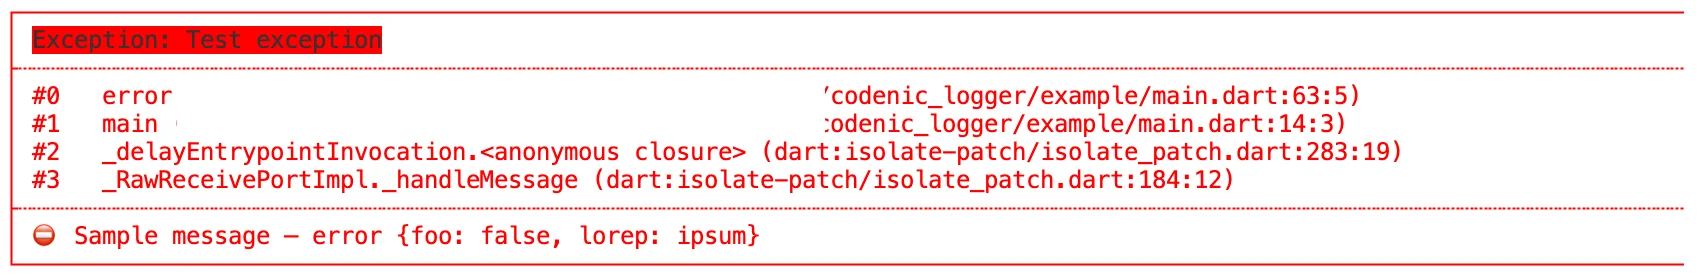 Exception: Test exception
#0 error /codenic_logger/example/main.dart:63:5)
#1 main codenic_logger/example/main.dart:14:3)
#2 _delayEntrypointInvocation.<anonymous closure> (dart:isolate-patch/isolate_patch.dart:283:19)
#3 _RawReceivePortImpl._handleMessage (dart:isolate-patch/isolate_patch.dart:184:12)
⛔ Sample message – error {foo: false, lorep: ipsum}